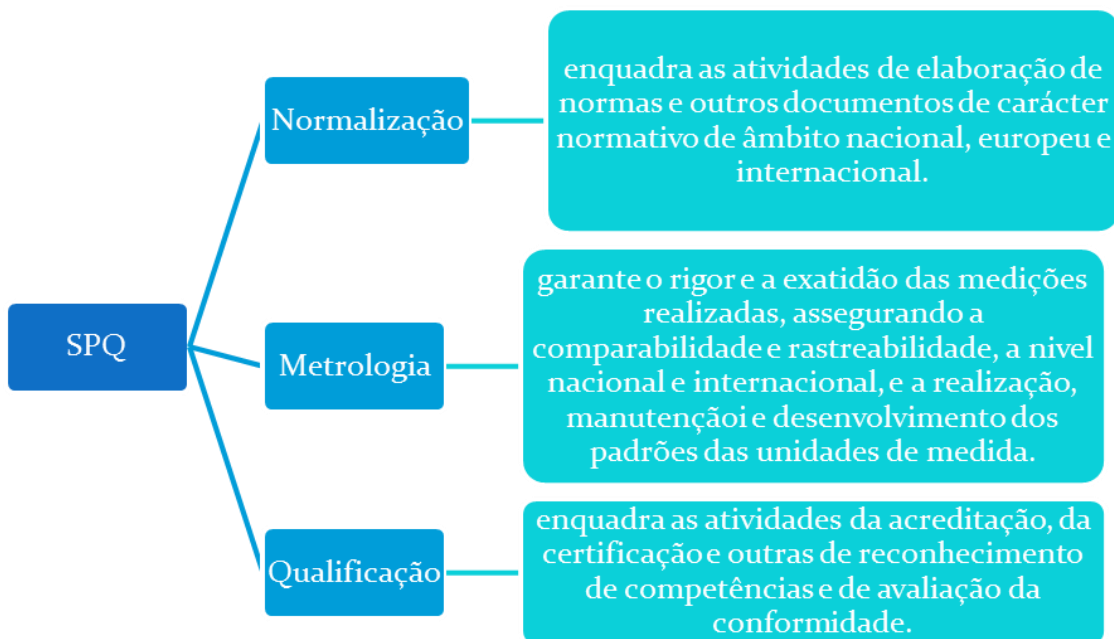 SPQ
Normalização
enquadra as atividades de elaboração de
normas e outros documentos de carácter
normativo de âmbito nacional, europeu e
internacional.
Metrologia
garante o rigor e a exatidão das medições
realizadas, assegurando a
comparabilidade e rastreabilidade, a nivel
nacional e internacional, e a realização,
manutençãoi e desenvolvimento dos
padrões das unidades de medida.
Qualificação
enquadra as atividades da acreditação, da
certificação e outras de reconhecimento
de competências e de avaliação da
conformidade.